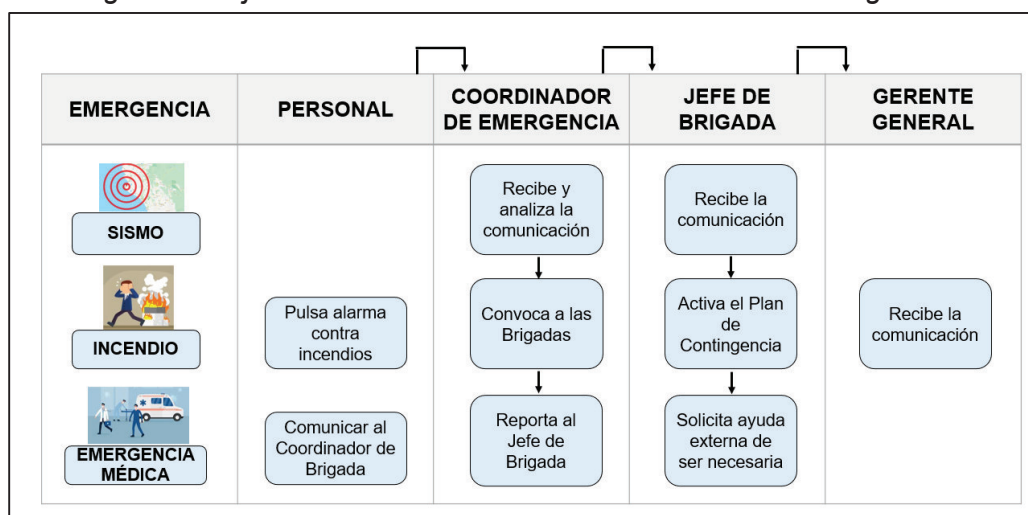 EMERGENCIA
PERSONAL
COORDINADOR
DE EMERGENCIA
JEFE DE
BRIGADA
GERENTE
GENERAL
SISMO
Recibe y
analiza la
comunicación
Recibe la
comunicación
INCENDIO
Pulsa alarma
contra
incendios
Convoca a las
Brigadas
Activa el Plan
de
Contingencia
Recibe la
comunicación
EMERGENCIA
MÉDICA
Comunicar al
Coordinador de
Brigada
Reporta al
Jefe de
Brigada
Solicita ayuda
externa de
ser necesaria